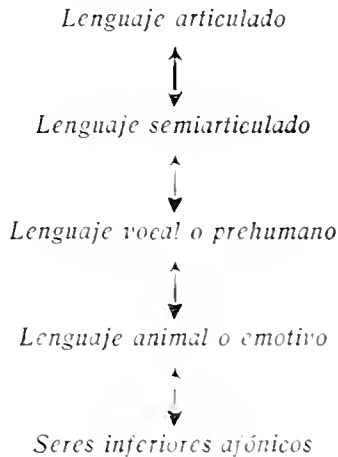 Lenguaje articulado
Lenguaje semiarticulado
Lenguaje vocal o prehumano
Lenguaje animal o emotivo
Seres inferiores afónicos